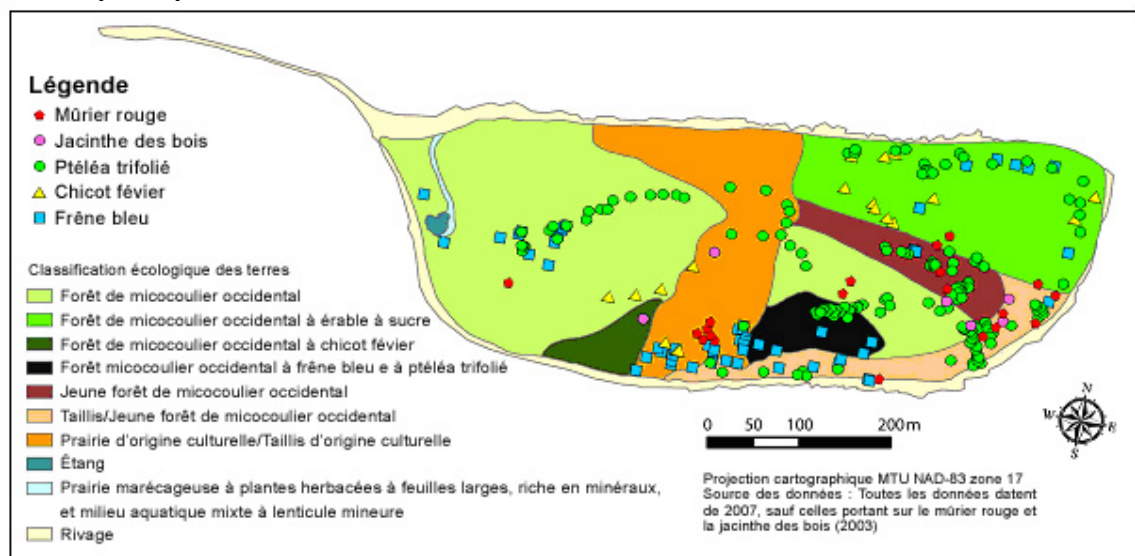 Légende
Mûrier rouge
Jacinthe des bois
Ptéléa trifolié
Chicot févier
Frêne bleu
Classification écologique des terres
Forêt de micocoulier occidental
Forêt de micocoulier occidental à érable à sucre
Forêt de micocoulier occidental à chicot févier
Forêt micocoulier occidental à frêne bleu e à ptéléa trifolié
Jeune forêt de micocoulier occidental
Taillis/Jeune forêt de micocoulier occidental
Prairie d'origine culturelle/Taillis d'origine culturelle
Étang
Prairie marécageuse à plantes herbacées à feuilles larges, riche en minéraux,
et milieu aquatique mixte à lenticule mineure
Rivage
0 50 100 200 m
N
W E
S
Projection cartographique MTU NAD-83 zone 17
Source des données : Toutes les données datent
de 2007, sauf celles portant sur le mûrier rouge et
la jacinthe des bois (2003)